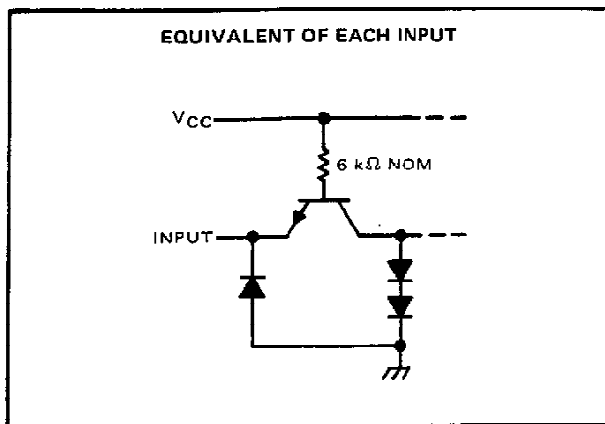 EQUIVALENT OF EACH INPUT
VCC
6 kΩ NOM
INPUT